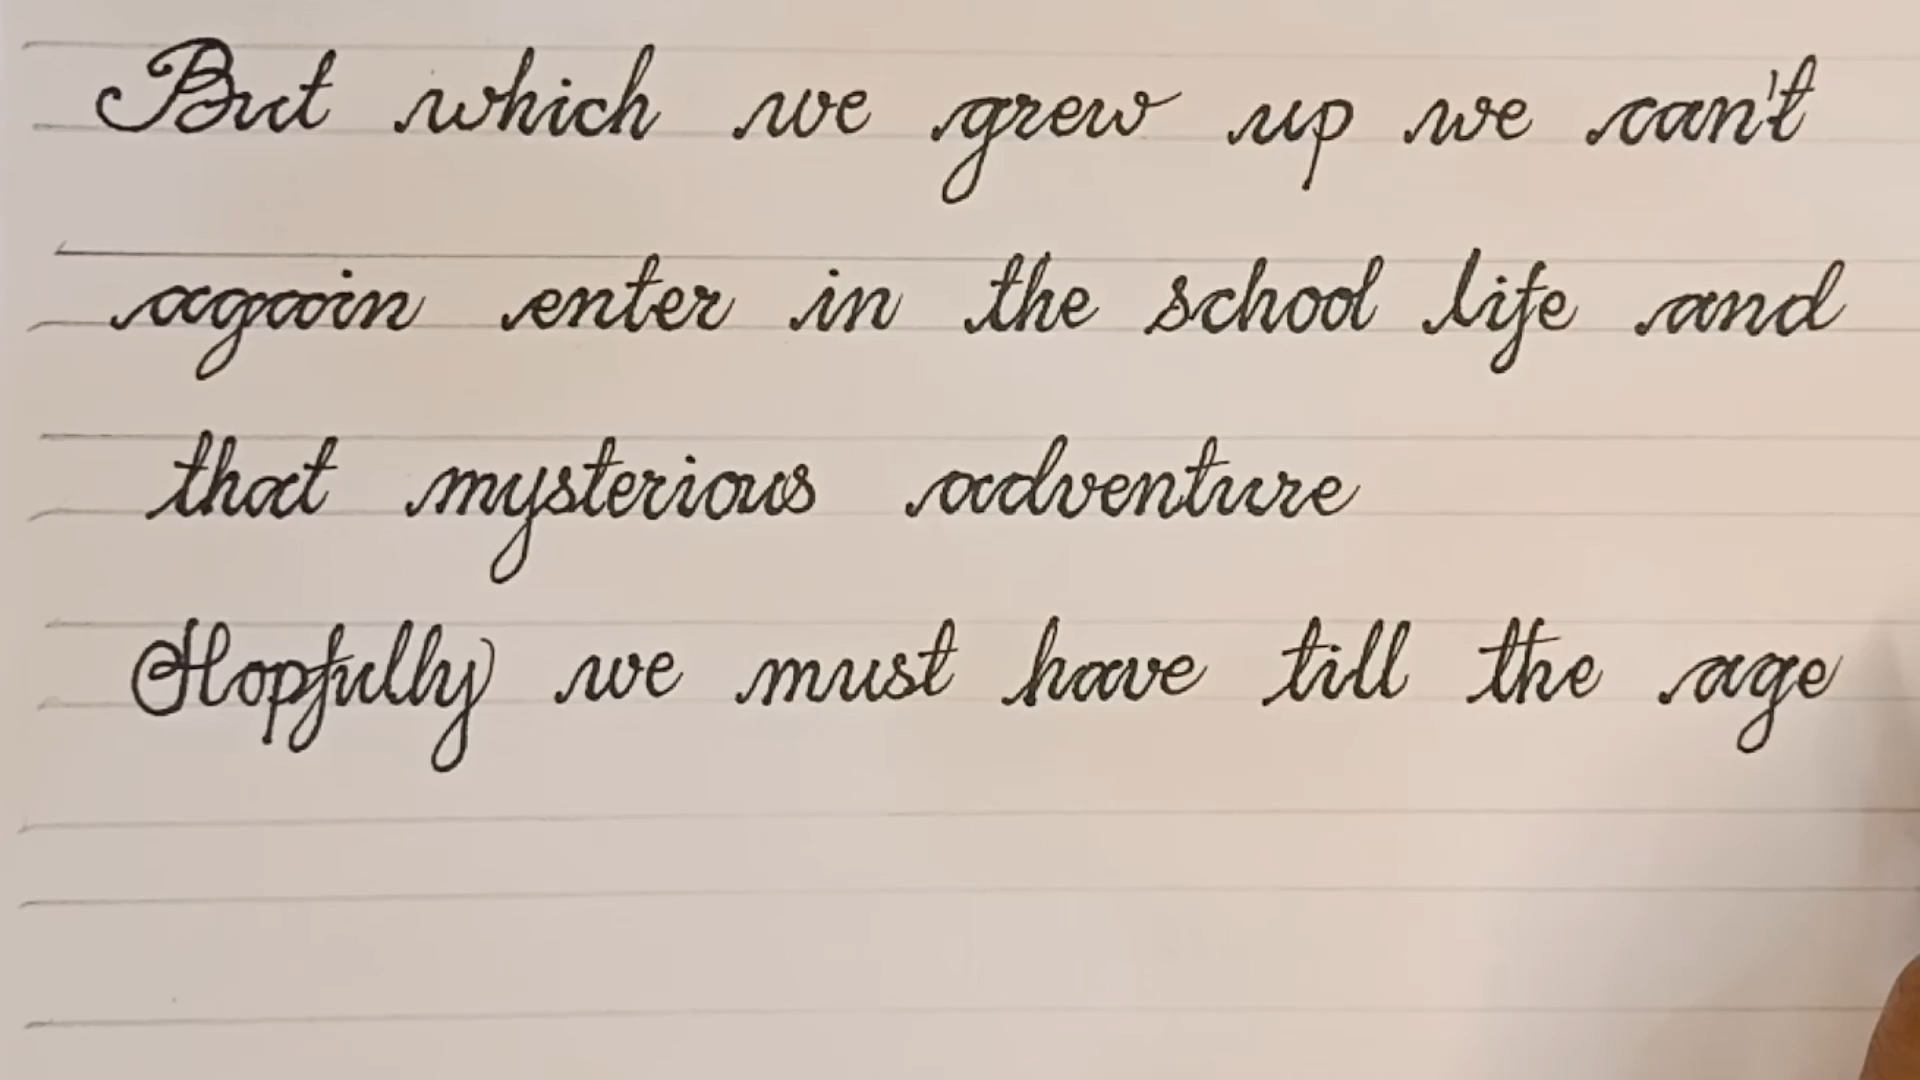 But which we grew up we can't
again enter in the school life and
that mysterious adventure
Hopfully we must have till the age